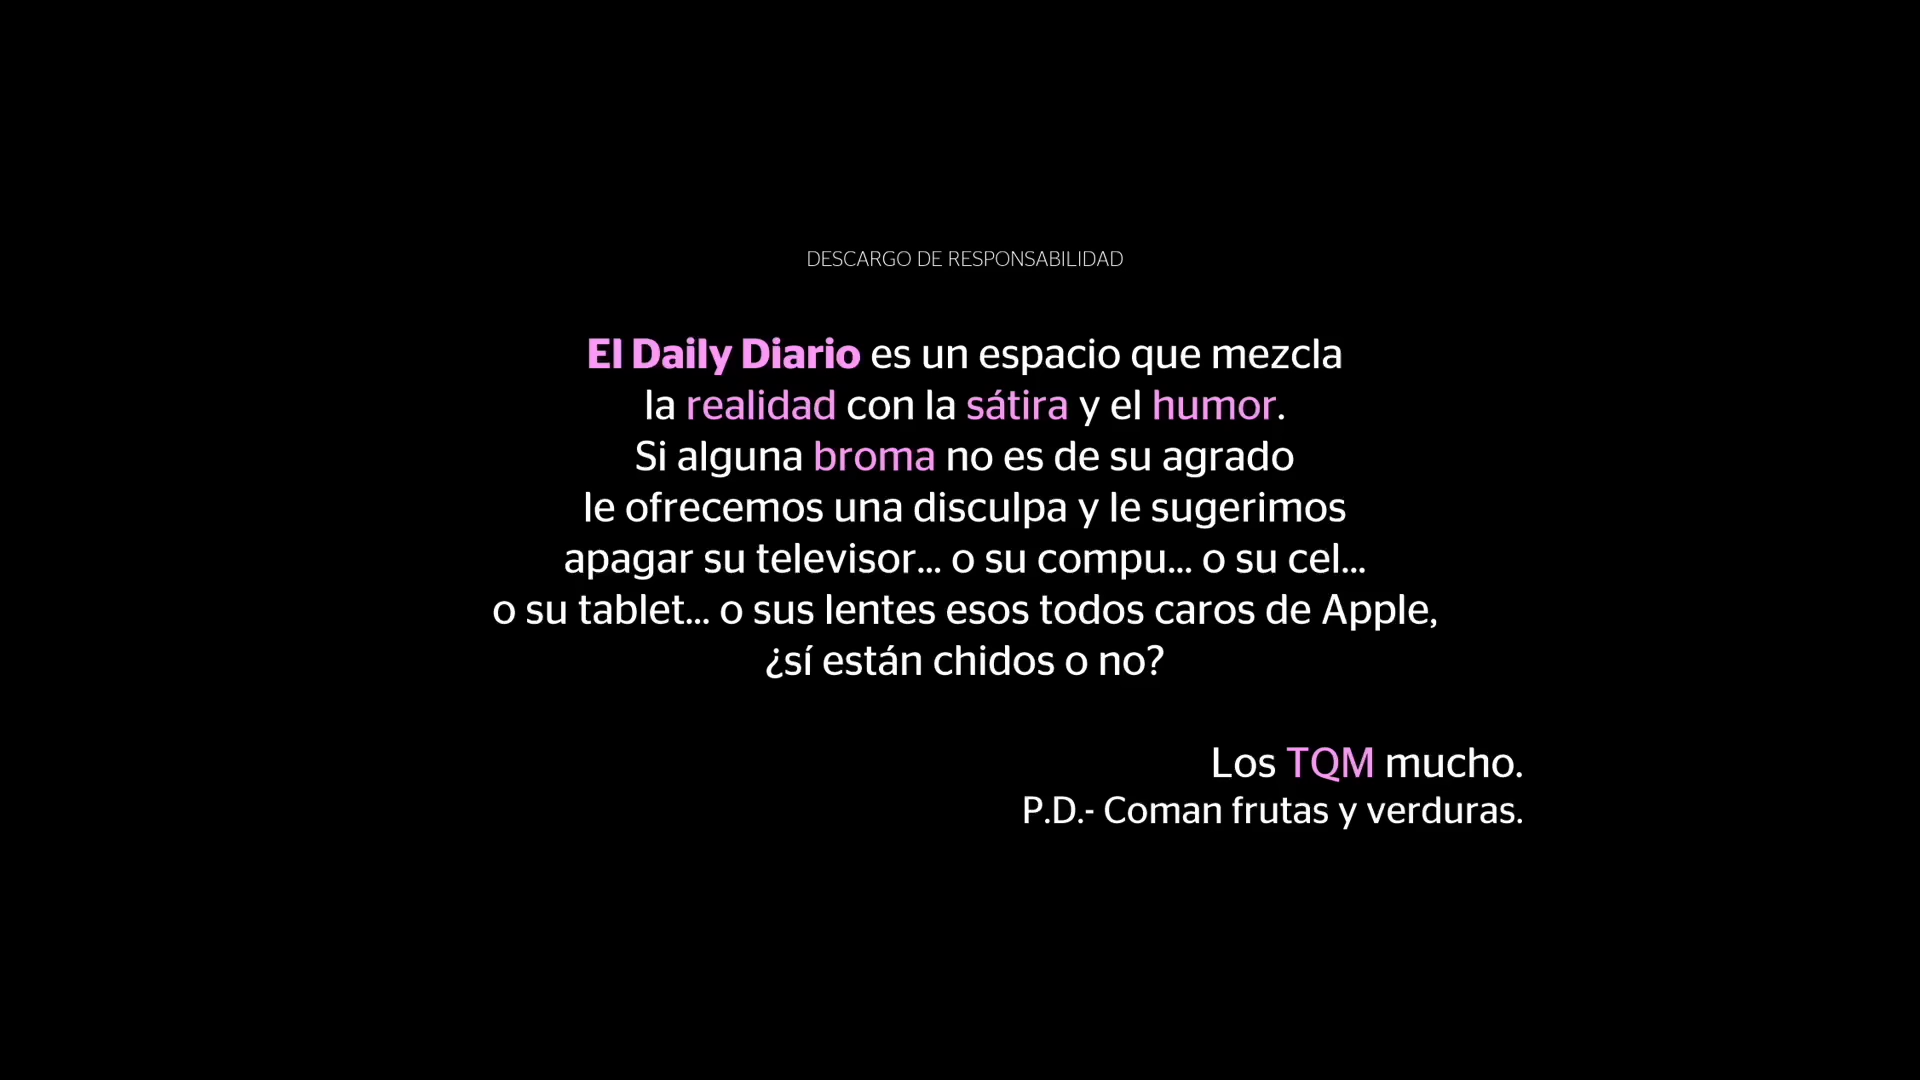 DESCARGO DE RESPONSABILIDAD
El Daily Diario es un espacio que mezcla
la realidad con la sátira y el humor.
Si alguna broma no es de su agrado
le ofrecemos una disculpa y le sugerimos
apagar su televisor... o su compu... o su cel...
o su tablet... o sus lentes esos todos caros de Apple,
¿sí están chidos o no?
Los TQM mucho.
P.D.- Coman frutas y verduras.